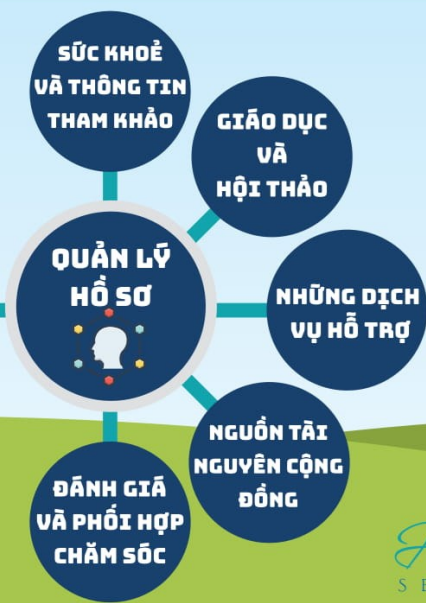 SỨC KHOẺ
VÀ THÔNG TIN
THAM KHẢO
GIÁO DỤC
VÀ
HỘI THẢO
QUẢN LÝ
HỒ SƠ
NHỮNG DỊCH
VỤ HỖ TRỢ
NGUỒN TÀI
NGUYÊN CỘNG
ĐỒNG
ĐÁNH GIÁ
VÀ PHỐI HỢP
CHĂM SÓC